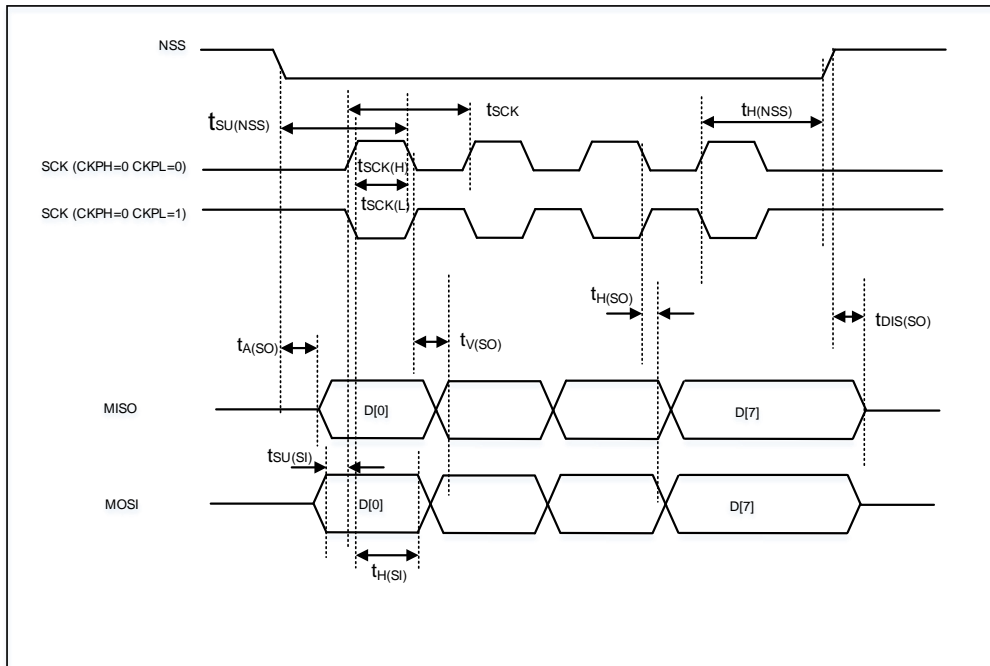 NSS
tSCK
tH(NSS)
tSU(NSS)
SCK (CKPH=0 CKPL=0)
tSCK(H)
tSCK(L)
SCK (CKPH=0 CKPL=1)
tH(SO)
tDIS(SO)
tV(SO)
tA(SO)
MISO
D[0]
D[7]
tSU(SI)
MOSI
D[0]
D[7]
tH(SI)